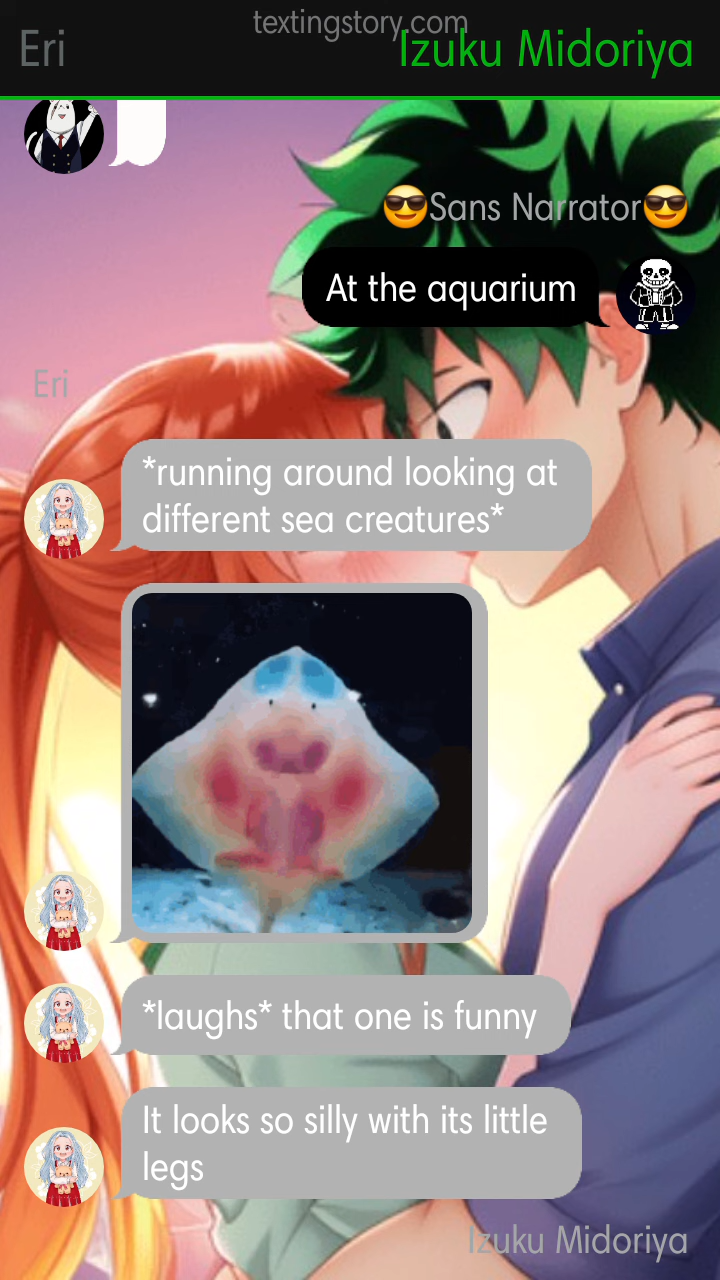 textingstory.com
Eri
Izuku Midoriya
😎Sans Narrator😎
At the aquarium
Eri
*running around looking at
different sea creatures*
*laughs* that one is funny
It looks so silly with its little
legs
Izuku Midoriya